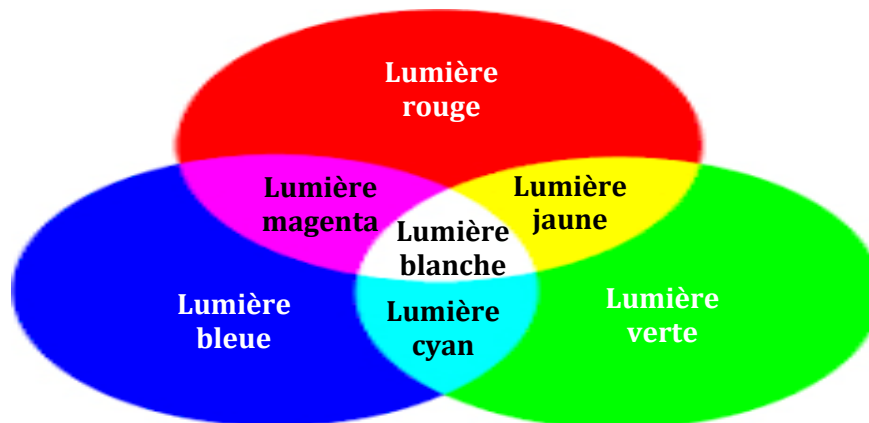 Lumière
rouge
Lumière
magenta
Lumière
jaune
Lumière
blanche
Lumière
bleue
Lumière
cyan
Lumière
verte